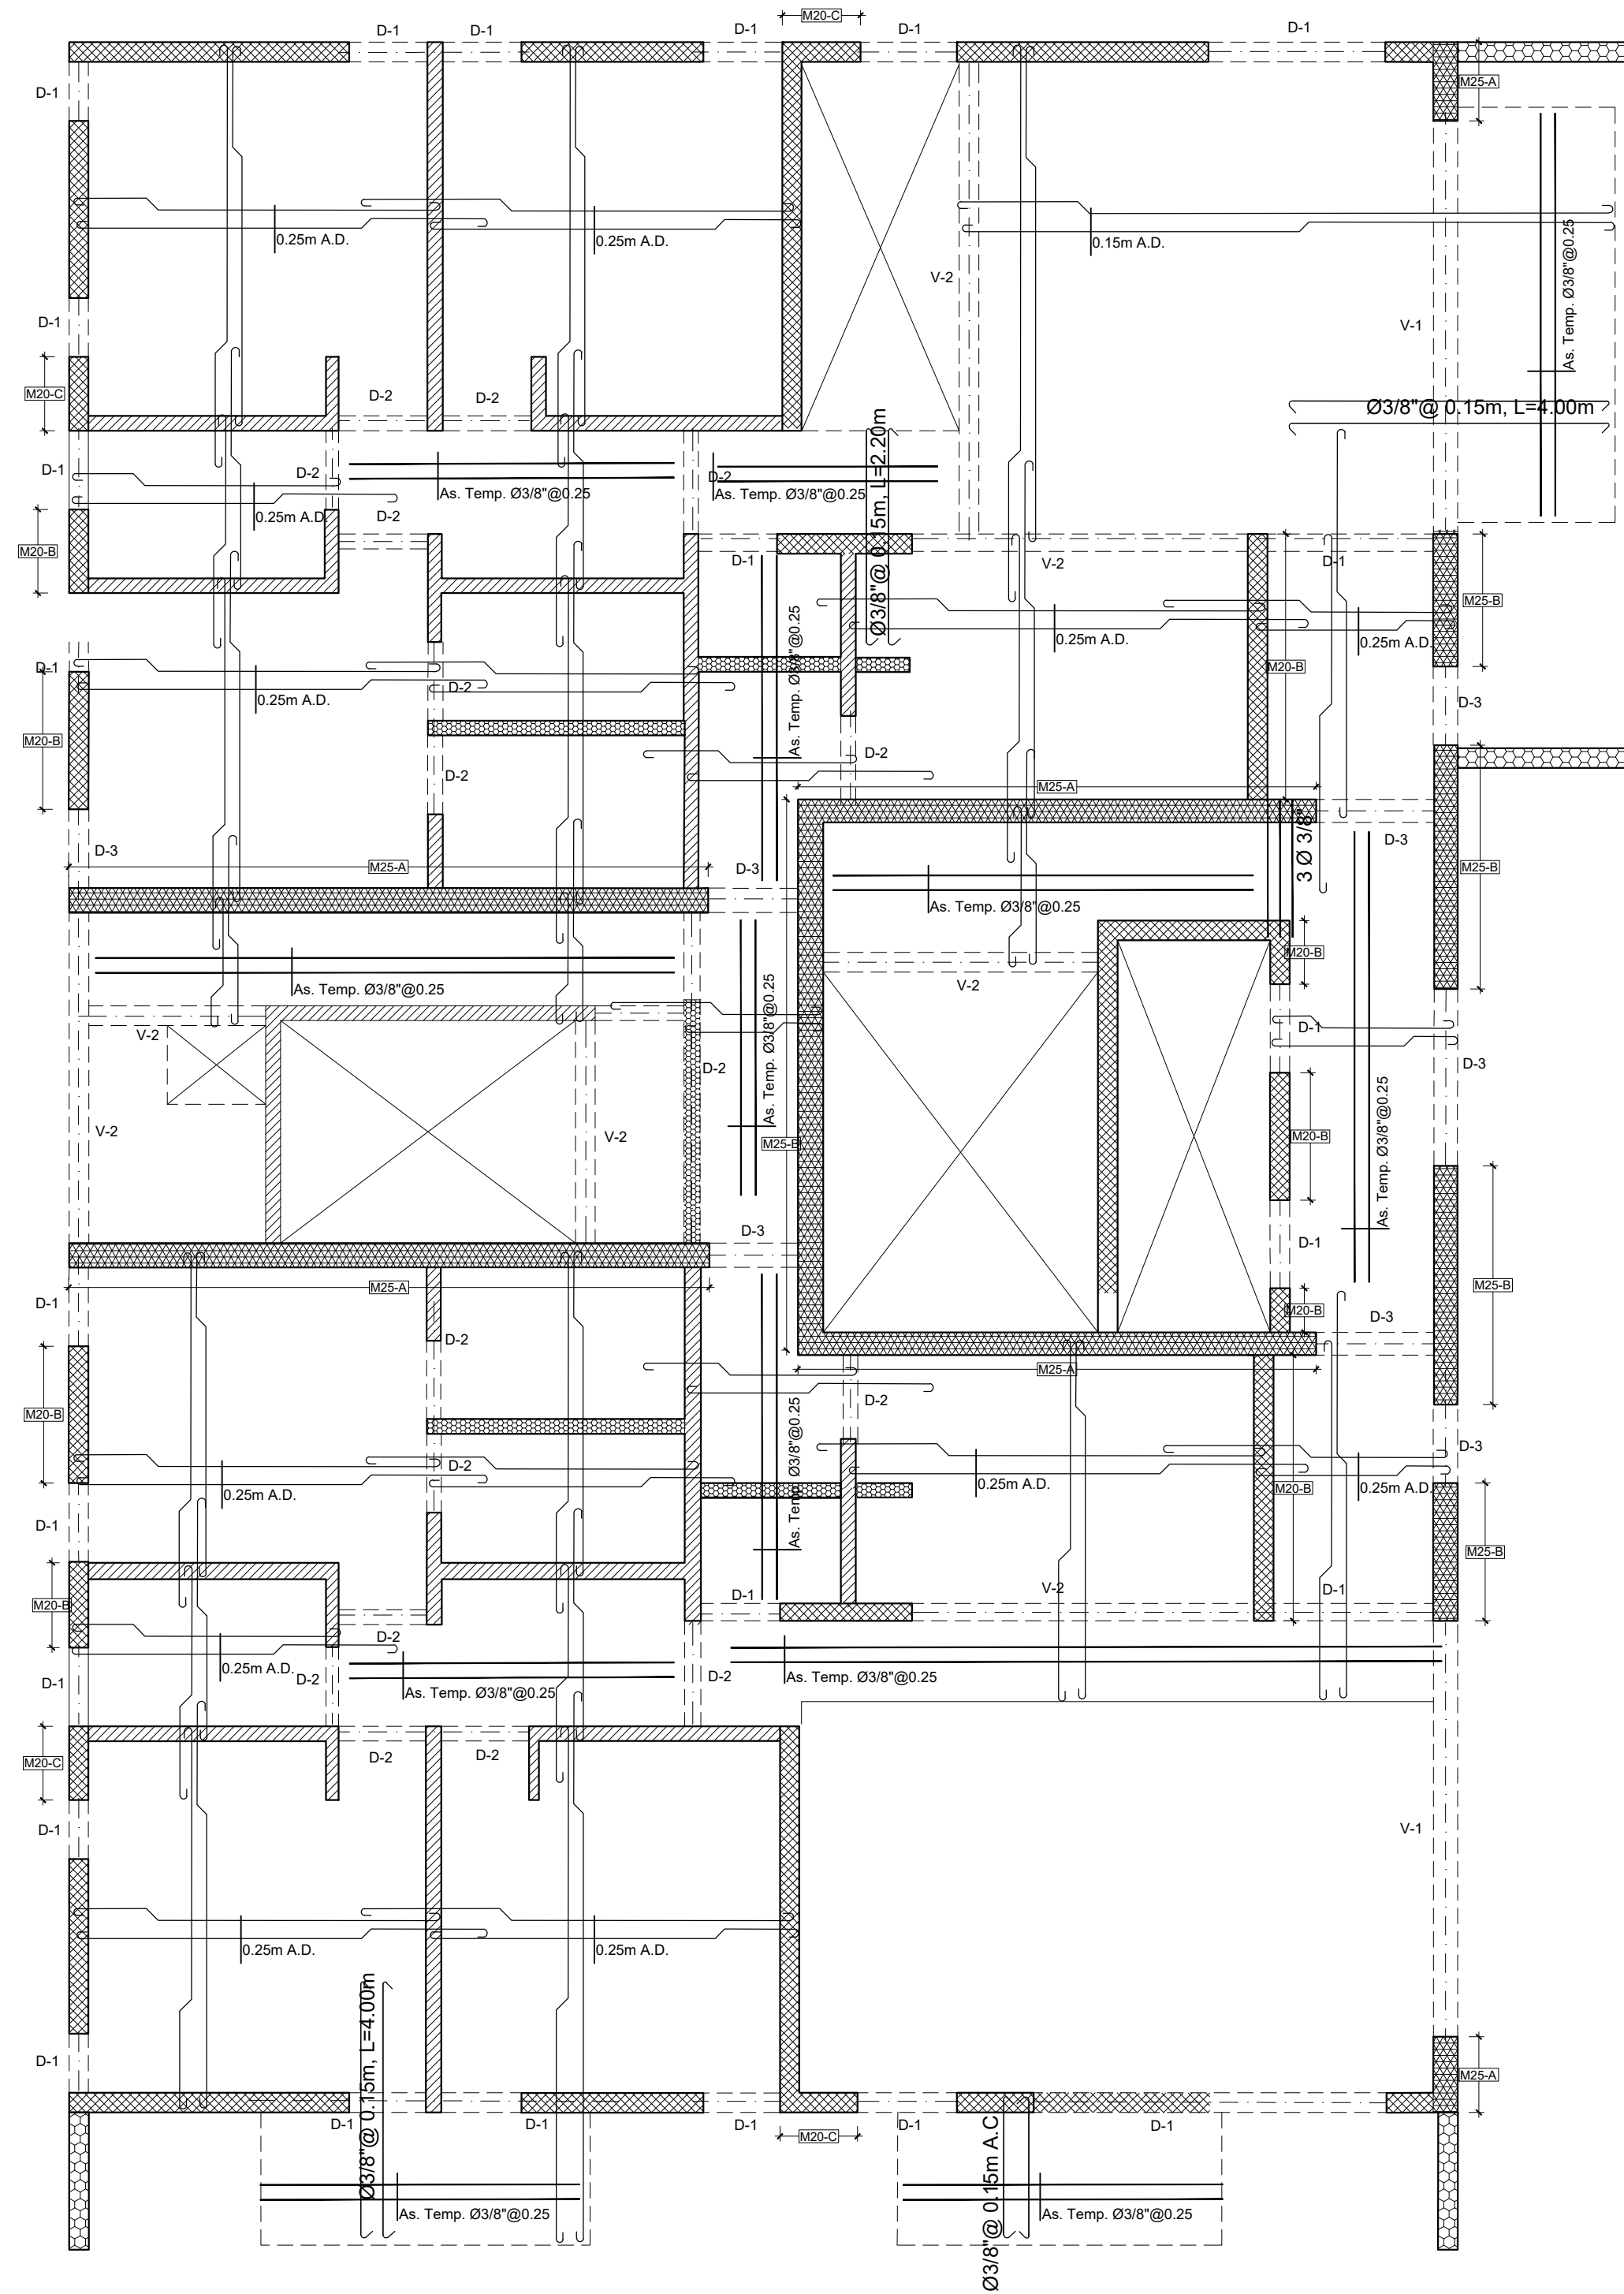 M20-C
D-1
D-1
D-1
D-1
D-1
D-1
M25-A
0.25m A.D.
0.25m A.D.
0.15m A.D.
As. Temp. Ø3/8"@0.25
V-2
D-1
V-1
M20-C
D-2
D-2
Ø3/8"@ 0.15m, L=4.00m
Ø3/8"@ 0.15m, L=2.20m
D-1
D-2
D-2
As. Temp. Ø3/8"@0.25
As. Temp. Ø3/8"@0.25
0.25m A.D.
D-2
M20-B
D-1
V-2
D-1
M25-B
As. Temp. Ø3/8"@0.25
0.25m A.D.
0.25m A.D.
D-1
M20-B
0.25m A.D.
D-2
D-3
M20-B
D-2
D-2
M25-A
3 Ø 3/8"
D-3
D-3
M25-A
D-3
M25-B
As. Temp. Ø3/8"@0.25
M20-B
As. Temp. Ø3/8"@0.25
V-2
As. Temp. Ø3/8"@0.25
V-2
D-1
D-2
D-3
V-2
V-2
M25-B
M20-B
As. Temp. Ø3/8"@0.25
D-3
D-1
M25-A
M25-B
D-1
M20-B
D-3
D-2
M25-A
D-2
M20-B
As. Temp. Ø3/8"@0.25
D-3
D-2
0.25m A.D.
0.25m A.D.
0.25m A.D.
M20-B
D-1
M25-B
M20-B
D-1
V-2
D-1
D-2
0.25m A.D.
D-2
D-1
As. Temp. Ø3/8"@0.25
D-2
As. Temp. Ø3/8"@0.25
M20-C
D-2
D-2
D-1
V-1
0.25m A.D.
0.25m A.D.
D-1
M25-A
Ø3/8"@ 0.15m, L=4.00m
D-1
D-1
D-1
D-1
D-1
M20-C
Ø3/8"@ 0.15m A.C
As. Temp. Ø3/8"@0.25
As. Temp. Ø3/8"@0.25